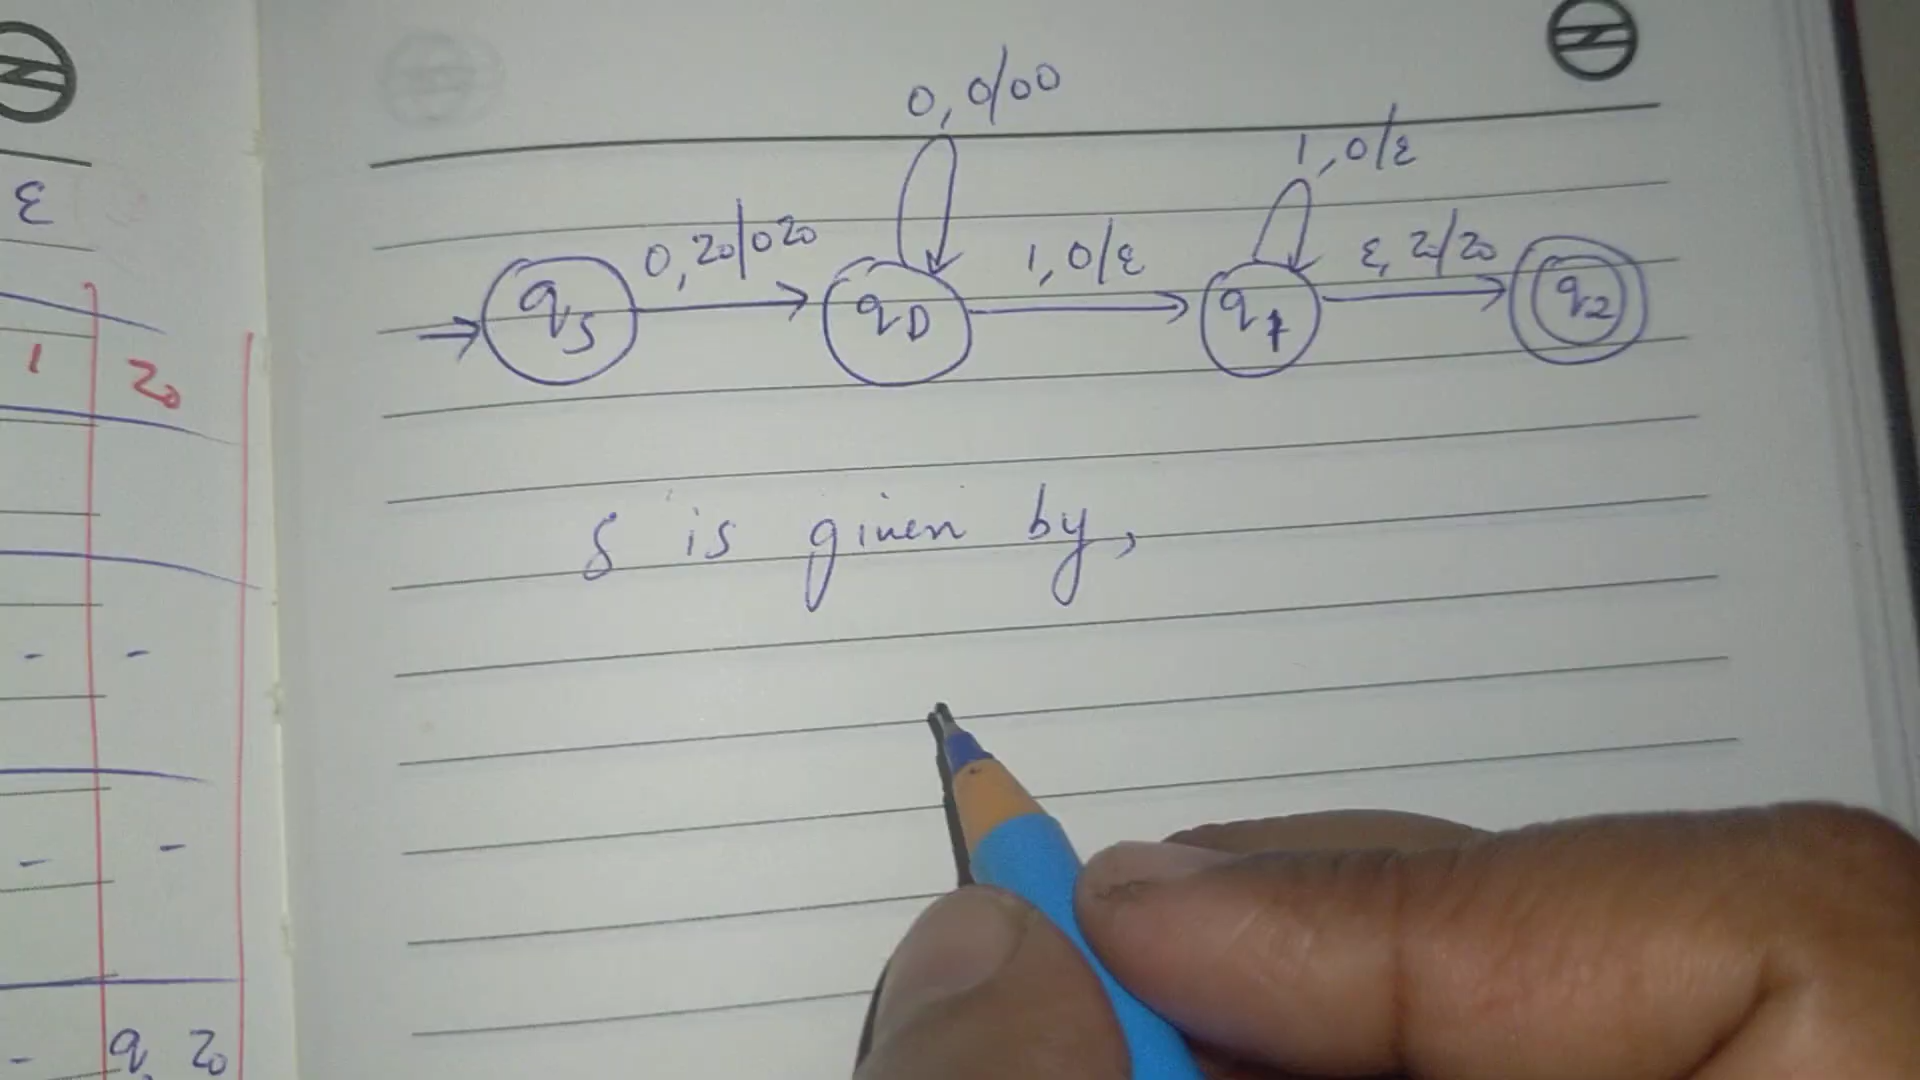 ε
1 z0
- -
- -
- q z0
0, 0/00
1, 0/ε
0, z0/0z0
1, 0/ε
ε, z0/z0
qs
q0
q1
q2
δ is given by,